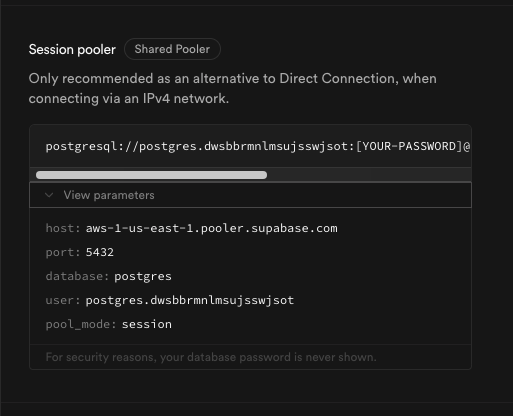 Session pooler Shared Pooler
Only recommended as an alternative to Direct Connection, when
connecting via an IPv4 network.
postgresql://postgres.dwsbbrmnlmsujsswjsot:[YOUR-PASSWORD]@
View parameters
host: aws-1-us-east-1.pooler.supabase.com
port: 5432
database: postgres
user: postgres.dwsbbrmnlmsujsswjsot
pool_mode: session
For security reasons, your database password is never shown.